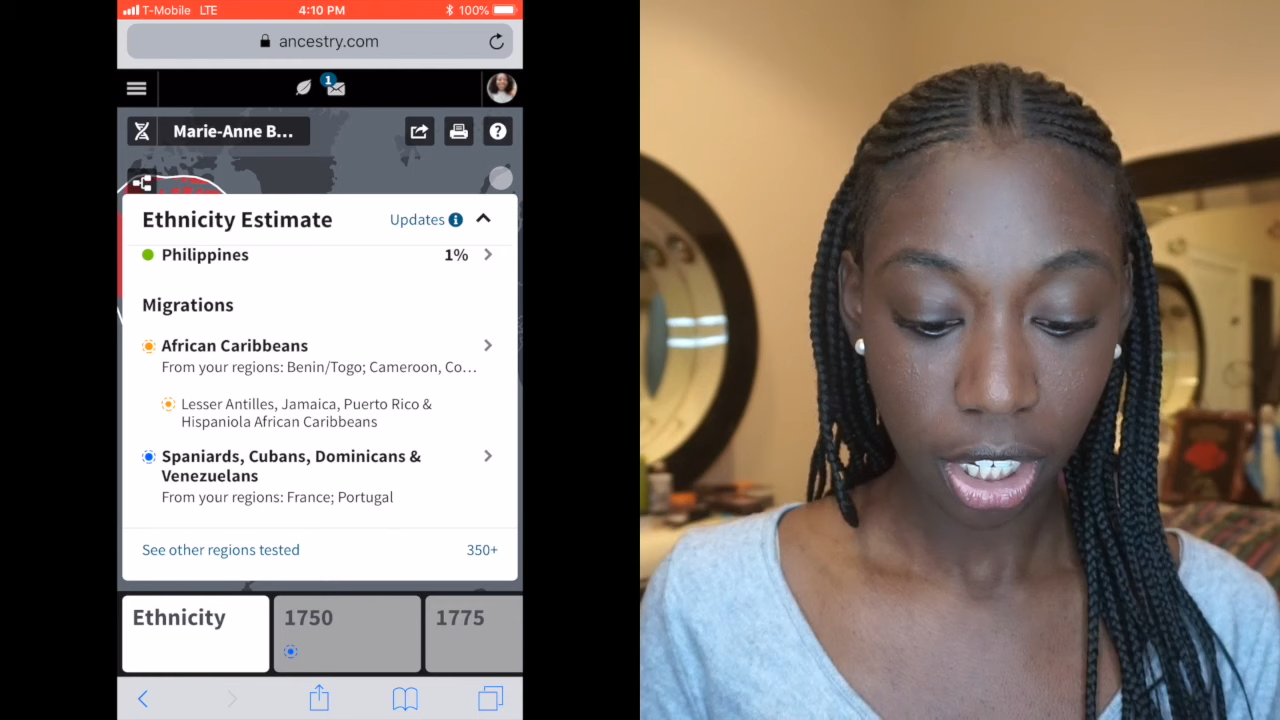 T-Mobile LTE 4:10 PM 100%
ancestry.com
1
Marie-Anne B...
Ethnicity Estimate Updates
Philippines 1%
Migrations
African Caribbeans
From your regions: Benin/Togo; Cameroon, Co...
Lesser Antilles, Jamaica, Puerto Rico &
Hispaniola African Caribbeans
Spaniards, Cubans, Dominicans &
Venezuelans
From your regions: France; Portugal
See other regions tested 350+
Ethnicity 1750 1775